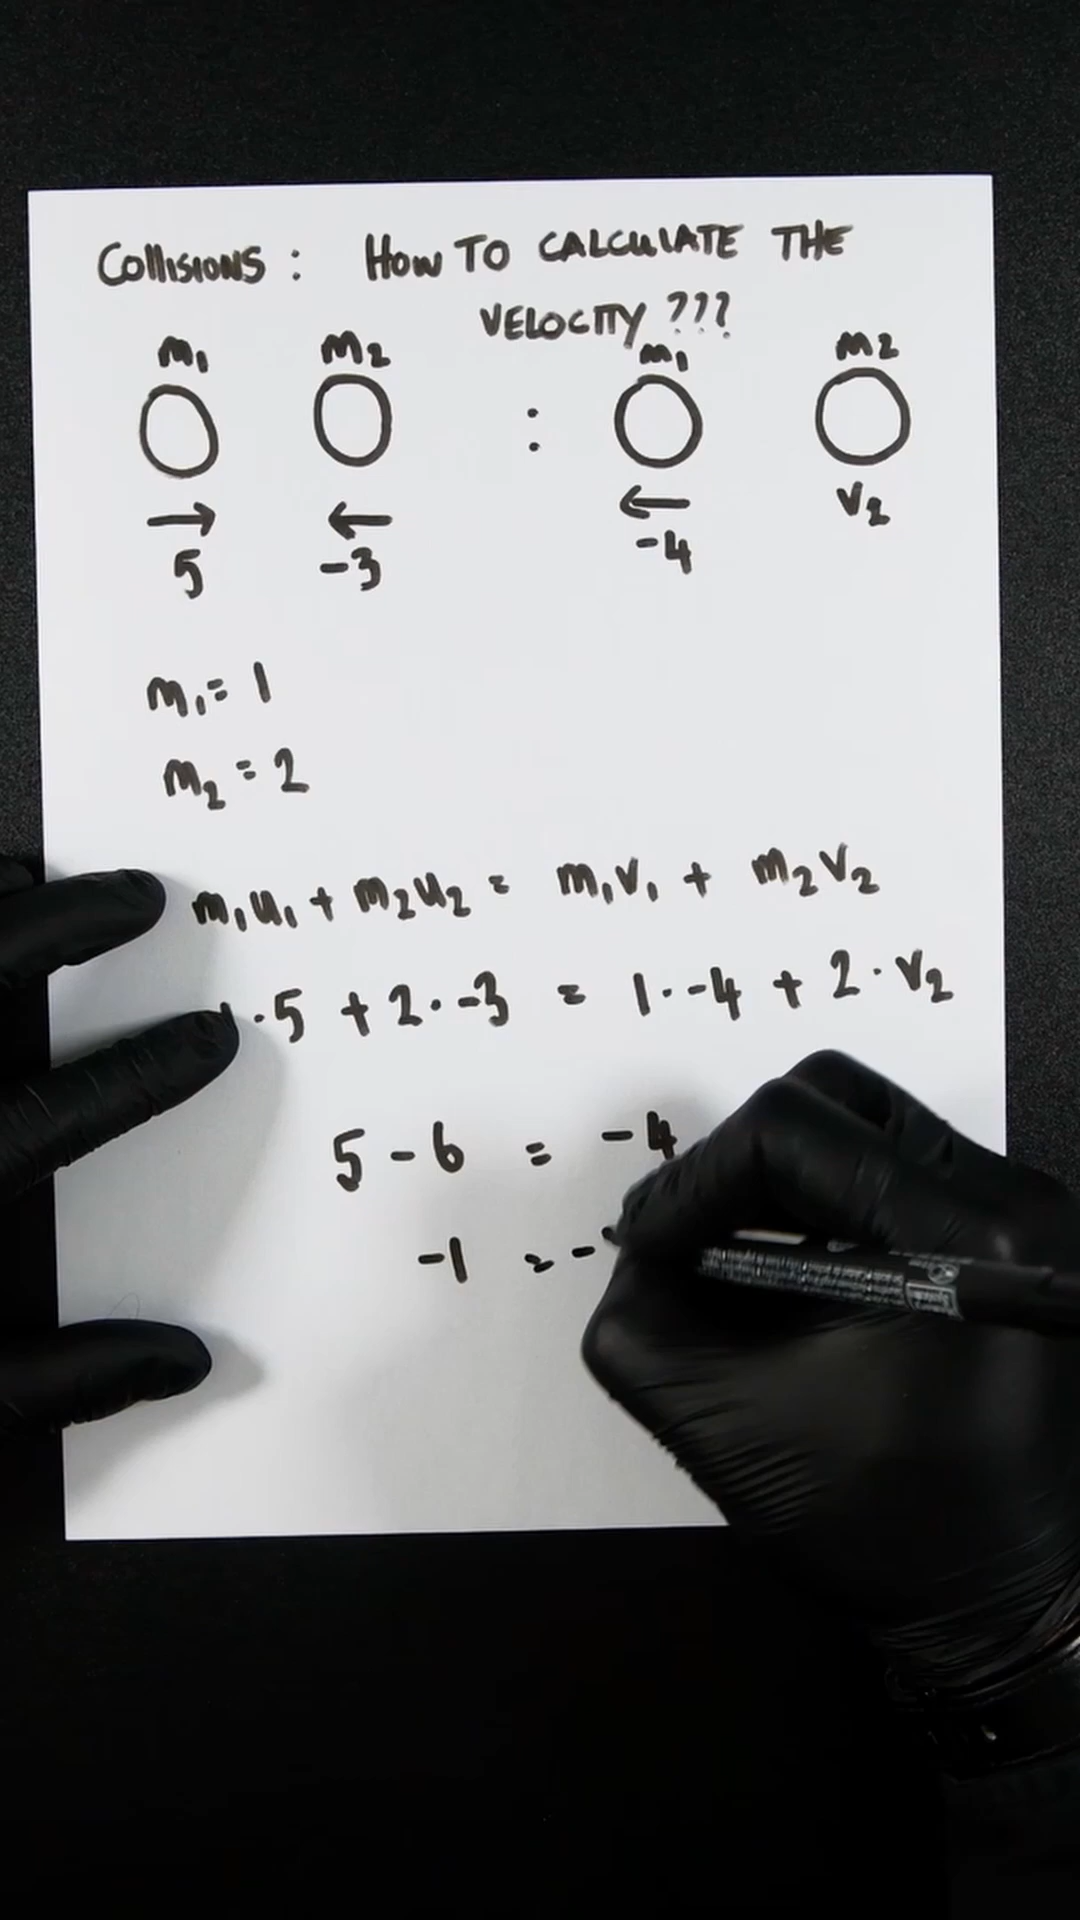 Collisions : How TO CALCULATE THE
VELOCITY ???
m₁ m₂ : m₁ m₂
→ ← ← v₂
5 -3 -4
m₁ = 1
m₂ = 2
m₁u₁ + m₂u₂ = m₁v₁ + m₂v₂
·5 + 2·-3 = 1·-4 + 2·v₂
5 - 6 = -4
-1 = -